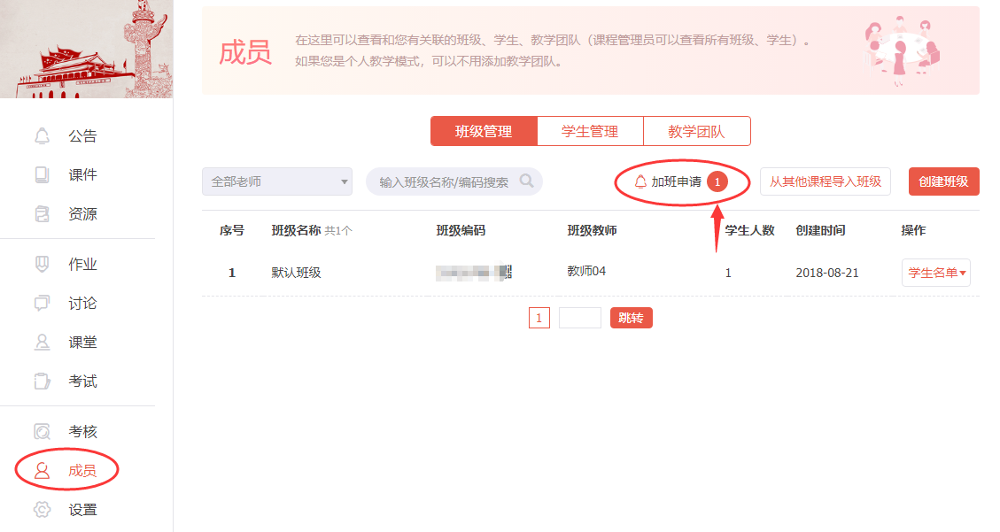 公告
课件
资源
作业
讨论
课堂
考试
考核
成员
设置
成员
在这里可以查看和您有关联的班级、学生、教学团队（课程管理员可以查看所有班级、学生）。
如果您是个人教学模式，可以不用添加教学团队。
班级管理 学生管理 教学团队
全部老师 输入班级名称/编码搜索 加班申请 1 从其他课程导入班级 创建班级
序号 班级名称 共1个 班级编码 班级教师 学生人数 创建时间 操作
1 默认班级 教师04 1 2018-08-21 学生名单
1 跳转